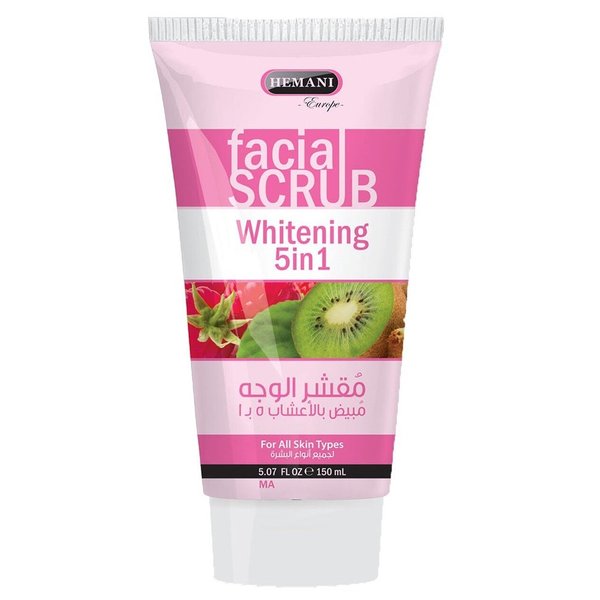 HEMANI
- Europe -
facial
SCRUB
Whitening
5in1
مُقشر الوجه
مُبيض بالأعشاب ٥ بـ ١
For All Skin Types
لجميع أنواع البشرة
5.07 FL OZ ℮ 150 mL
MA